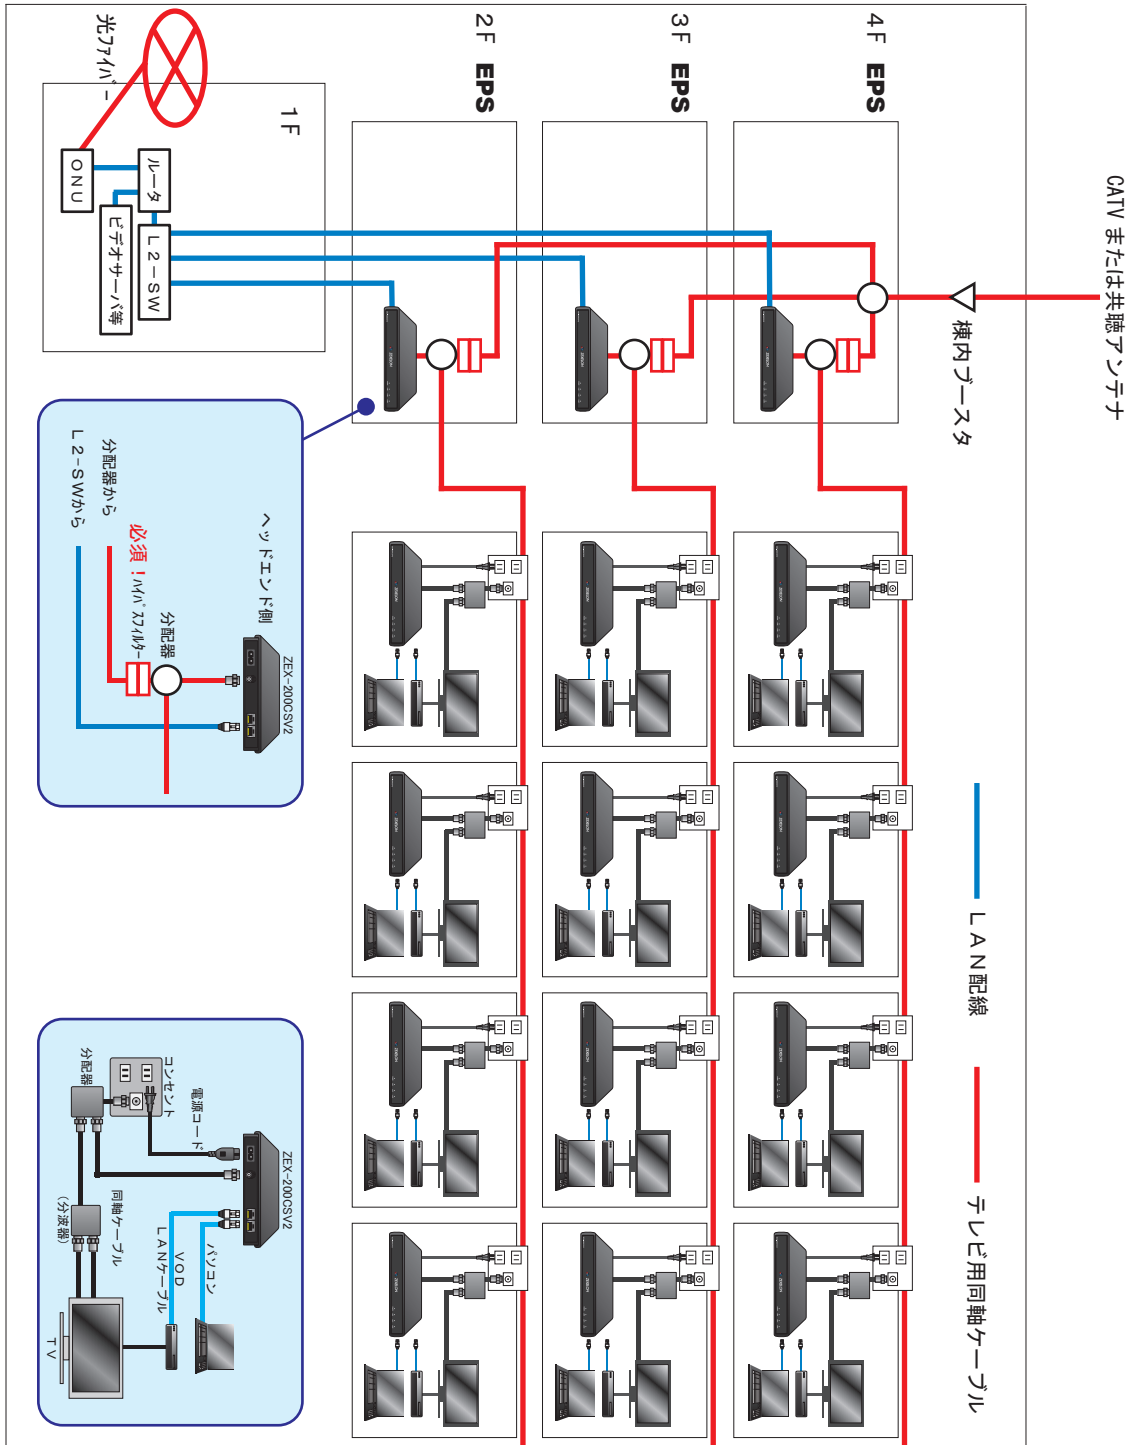 CATV または共聴アンテナ
棟内ブースタ
4F EPS
3F EPS
2F EPS
1F
光ファイバー
ONU
ルータ
L2-SW
ビデオサーバ等
LAN配線
テレビ用同軸ケーブル
ヘッドエンド側
ZEX-200CSV2
分配器
必須!ハイパスフィルター
分配器から
L2-SWから
ZEX-200CSV2
電源コード
コンセント
分配器
パソコン
VOD
LANケーブル
同軸ケーブル
(分波器)
TV